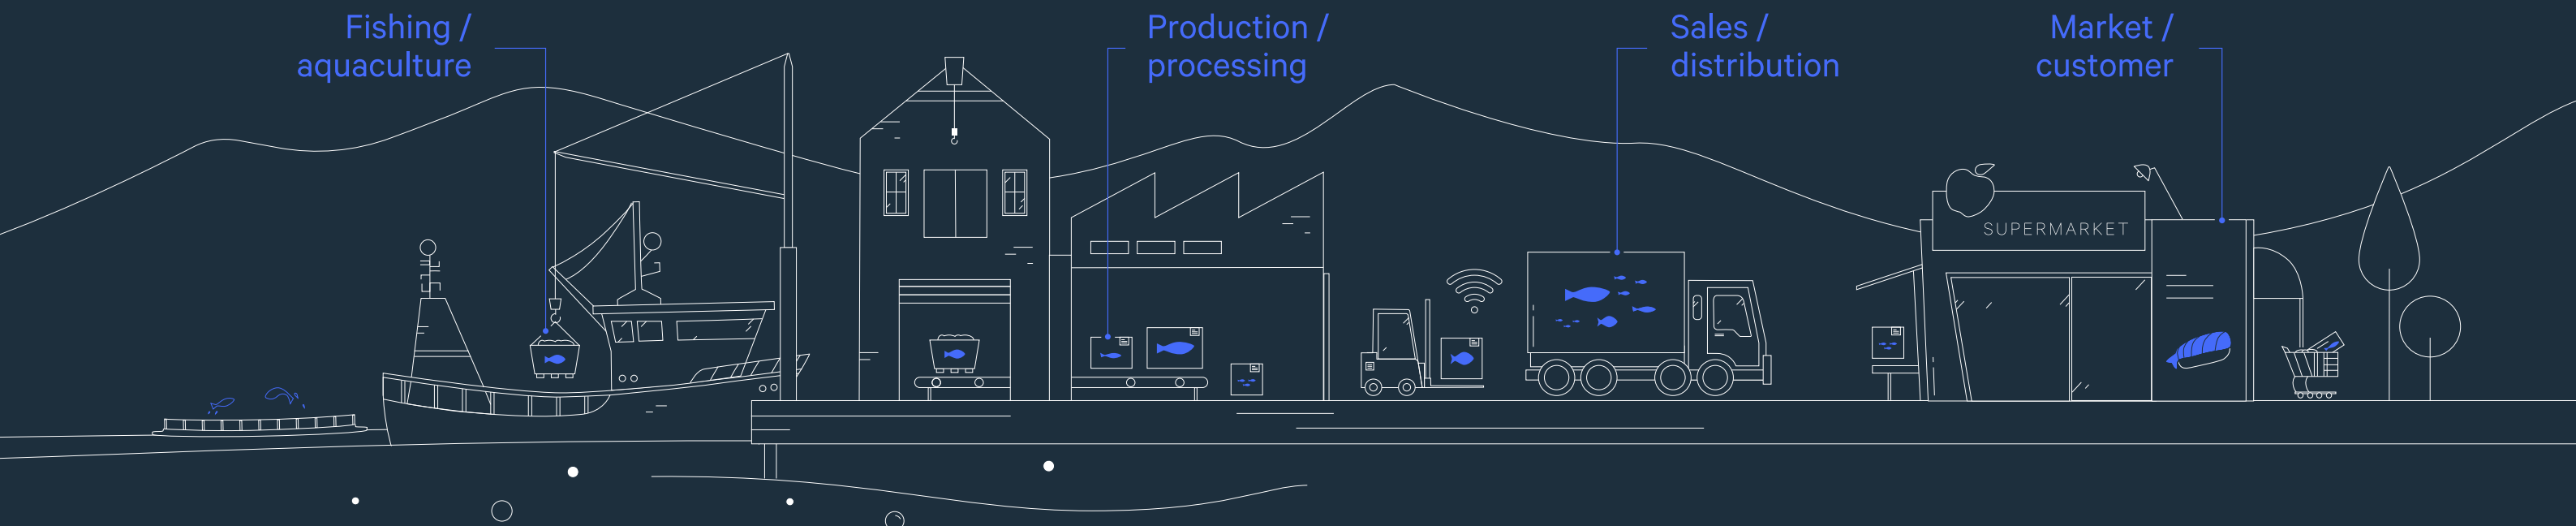 Fishing /
aquaculture
Production /
processing
Sales /
distribution
Market /
customer
SUPERMARKET